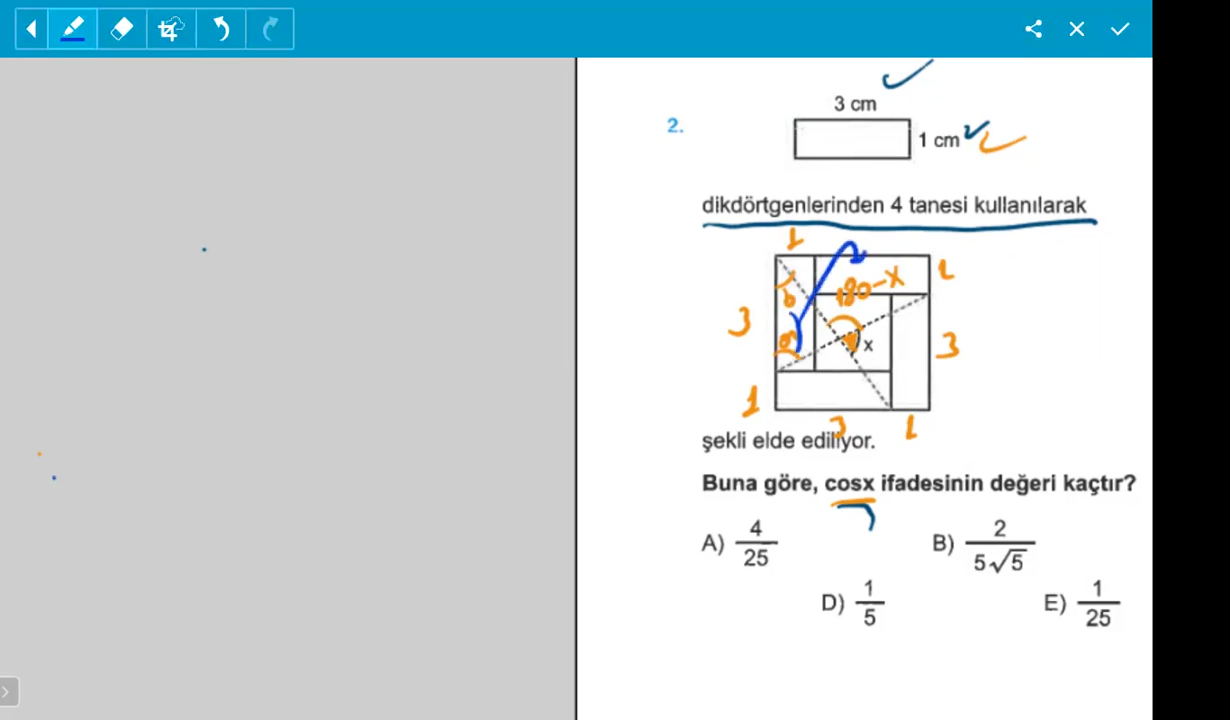 3 cm
2.
1 cm
dikdörtgenlerinden 4 tanesi kullanılarak
1
180-x
1
b
3
a
x
3
1
3
1
şekli elde ediliyor.
Buna göre, cosx ifadesinin değeri kaçtır?
A) 4/25
B) 2/5√5
D) 1/5
E) 1/25